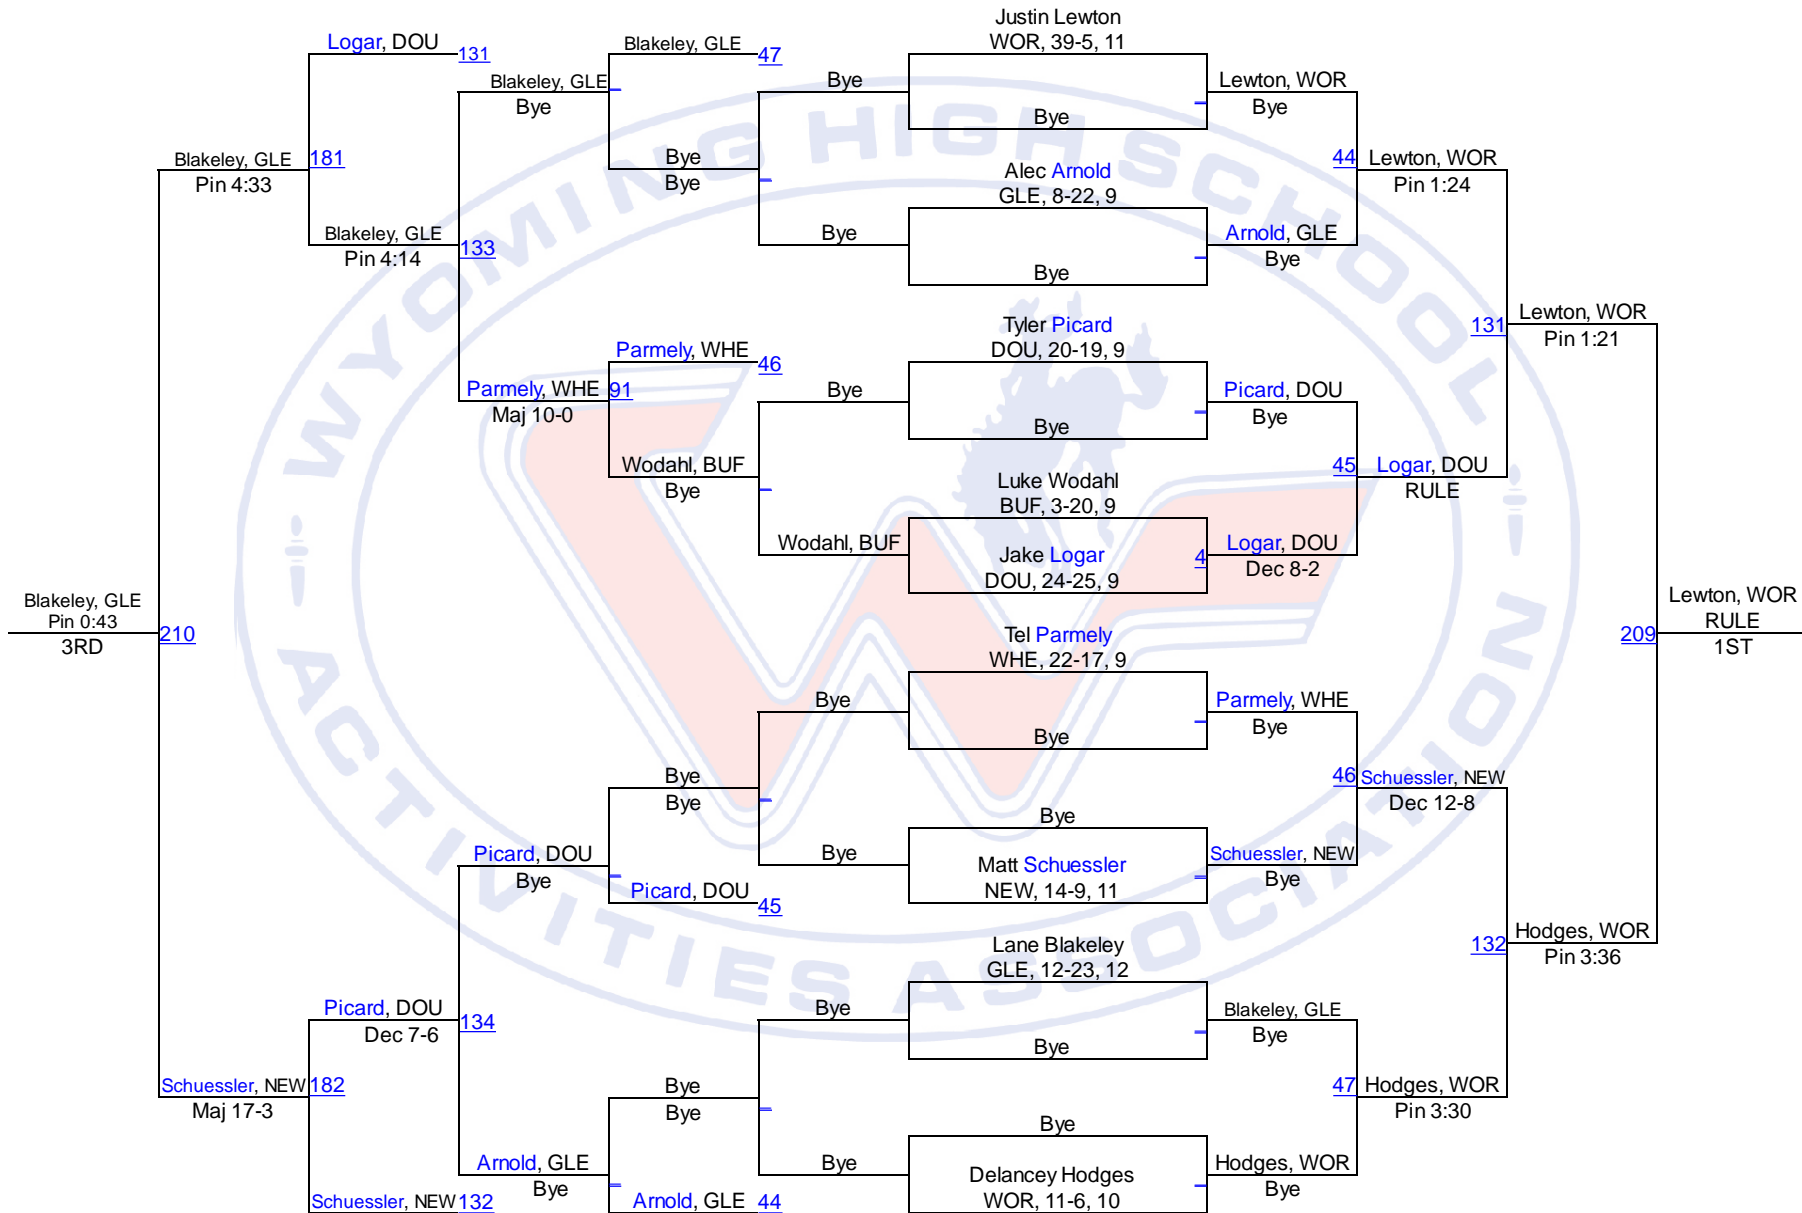 Justin Lewton
WOR, 39-5, 11
Logar, DOU
131
Blakeley, GLE
47
Blakeley, GLE
Bye
Bye
Lewton, WOR
Bye
Bye
Blakeley, GLE
181
Pin 4:33
Bye
Bye
Alec Arnold
GLE, 8-22, 9
44
Lewton, WOR
Pin 1:24
Blakeley, GLE
133
Pin 4:14
Bye
Arnold, GLE
Bye
Bye
Tyler Picard
DOU, 20-19, 9
131
Lewton, WOR
Pin 1:21
Parmely, WHE
46
Parmely, WHE
91
Maj 10-0
Bye
Picard, DOU
Bye
Bye
Wodahl, BUF
Bye
Luke Wodahl
BUF, 3-20, 9
45
Logar, DOU
RULE
Wodahl, BUF
Jake Logar
DOU, 24-25, 9
4
Logar, DOU
Dec 8-2
Blakeley, GLE
Pin 0:43
3RD
210
Tel Parmely
WHE, 22-17, 9
209
Lewton, WOR
RULE
1ST
Bye
Parmely, WHE
Bye
Bye
Bye
Bye
46
Schuessler, NEW
Dec 12-8
Bye
Picard, DOU
Bye
Bye
Matt Schuessler
NEW, 14-9, 11
Schuessler, NEW
Bye
Picard, DOU
45
Lane Blakeley
GLE, 12-23, 12
132
Hodges, WOR
Pin 3:36
Picard, DOU
134
Dec 7-6
Bye
Blakeley, GLE
Bye
Bye
Schuessler, NEW
182
Maj 17-3
Bye
Bye
47
Hodges, WOR
Pin 3:30
Bye
Arnold, GLE
Bye
Bye
Delancey Hodges
WOR, 11-6, 10
Hodges, WOR
Bye
Schuessler, NEW
132
Arnold, GLE
44
WYOMING HIGH SCHOOL
ACTIVITIES ASSOCIATION